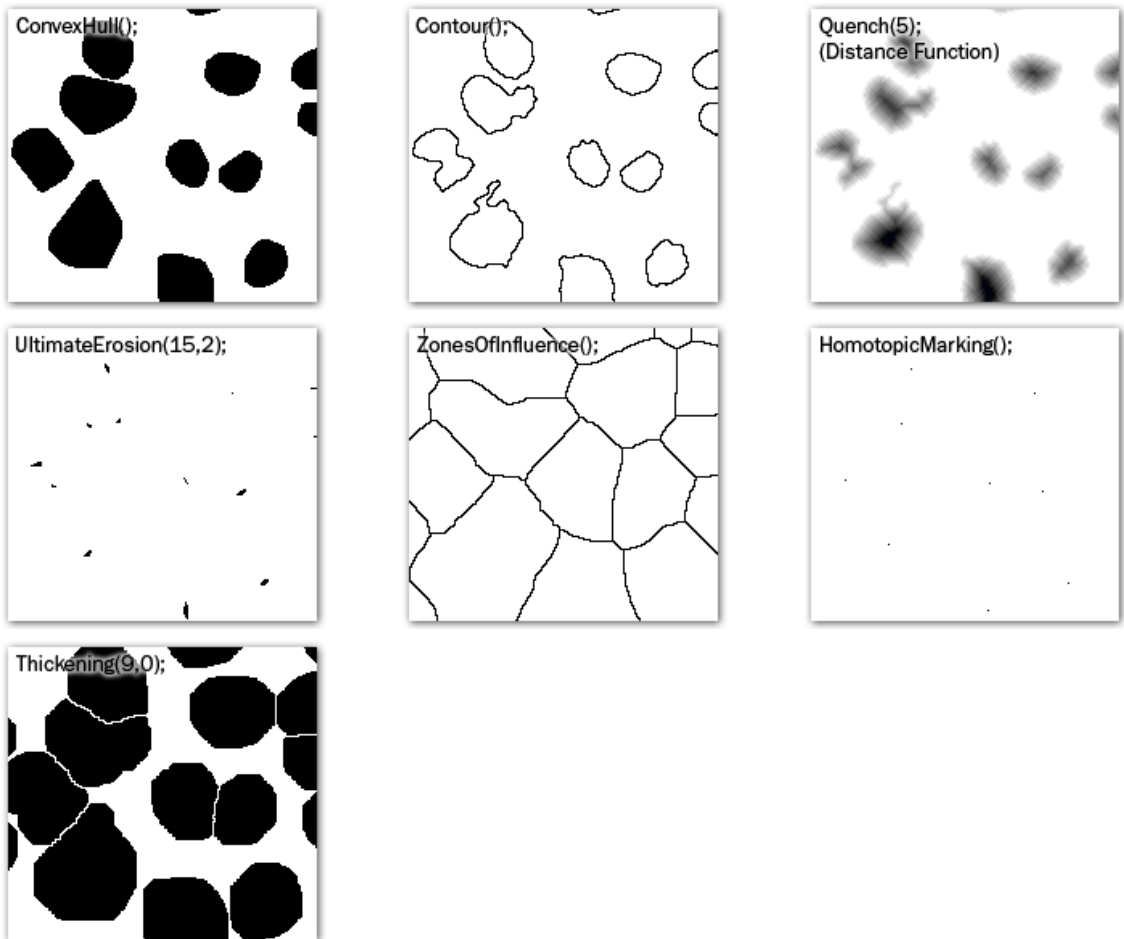 ConvexHull();
Contour();
Quench(5);
(Distance Function)
UltimateErosion(15,2);
ZonesOfInfluence();
HomotopicMarking();
Thickening(9,0);